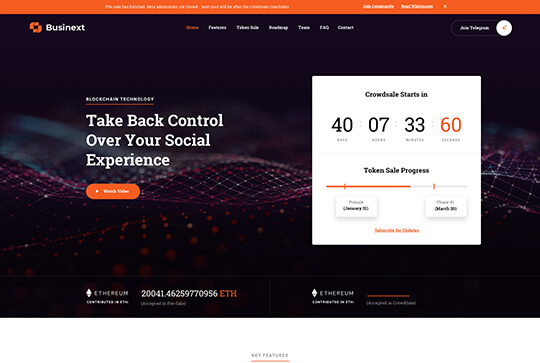 Pre-sale has finished. Beta admissions are closed - next pool will be after the crowdsale concludes
Join Community
Read Whitepaper
Businext
Home
Features
Token Sale
Roadmap
Team
FAQ
Contact
Join Telegram
BLOCKCHAIN TECHNOLOGY
Take Back Control
Over Your Social
Experience
Watch Video
Crowdsale Starts in
40 : 07 : 33 : 60
DAYS HOURS MINUTES SECONDS
Token Sale Progress
Presale
(January 31)
Phase #1
(March 20)
Subscribe for Updates
ETHEREUM
CONTRIBUTED IN ETH.
20041.46259770956 ETH
(Accepted in Pre-Sale)
ETHEREUM
CONTRIBUTED IN ETH.
(Accepted in CrowdSale)
KEY FEATURES